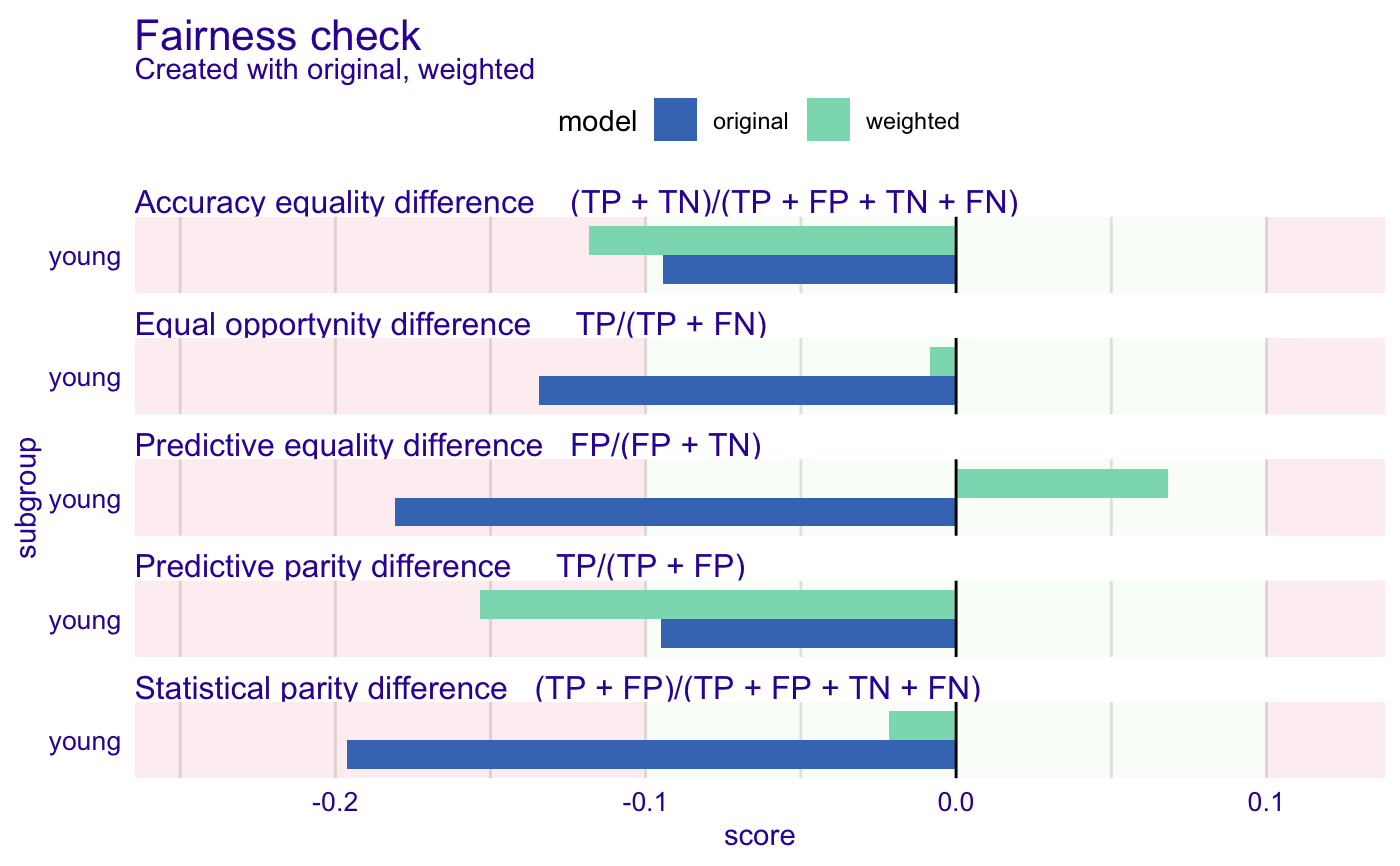 Fairness check
Created with original, weighted
model original weighted
Accuracy equality difference (TP + TN)/(TP + FP + TN + FN)
young
Equal opportynity difference TP/(TP + FN)
young
Predictive equality difference FP/(FP + TN)
young
Predictive parity difference TP/(TP + FP)
young
Statistical parity difference (TP + FP)/(TP + FP + TN + FN)
young
subgroup
-0.2 -0.1 0.0 0.1
score